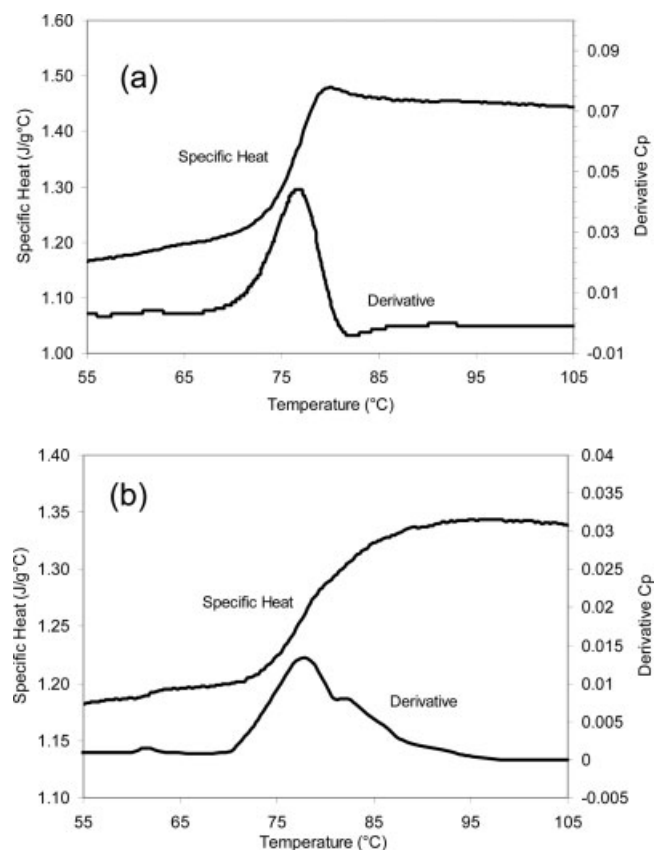 (a)
Specific Heat (J/g°C)
1.60
1.50
1.40
1.30
1.20
1.10
1.00
Specific Heat
Derivative
0.09
0.07
0.05
0.03
0.01
-0.01
Derivative Cp
55 65 75 85 95 105
Temperature (°C)
(b)
Specific Heat (J/g°C)
1.40
1.35
1.30
1.25
1.20
1.15
1.10
Specific Heat
Derivative
0.04
0.035
0.03
0.025
0.02
0.015
0.01
0.005
0
-0.005
Derivative Cp
55 65 75 85 95 105
Temperature (°C)